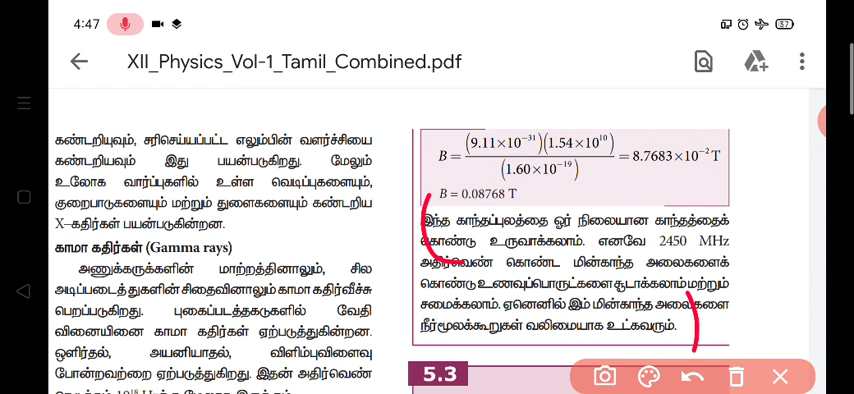 4:47
37
XII_Physics_Vol-1_Tamil_Combined.pdf
கண்டறியவும், சரிசெய்யப்பட்ட எலும்பின் வளர்ச்சியை
கண்டறியவும் இது பயன்படுகிறது. மேலும்
உலோக வார்ப்புகளில் உள்ள வெடிப்புகளையும்,
குறைபாடுகளையும் மற்றும் துளைகளையும் கண்டறிய
X–கதிர்கள் பயன்படுகின்றன.
காமா கதிர்கள் (Gamma rays)
அணுக்கருக்களின் மாற்றத்தினாலும், சில
அடிப்படைத்துகளின் சிதைவினாலும் காமா கதிர்வீச்சு
பெறப்படுகிறது. புகைப்படத்தகடுகளில் வேதி
வினையினை காமா கதிர்கள் ஏற்படுத்துகின்றன.
ஒளிர்தல், அயனியாதல், விளிம்புவிளைவு
போன்றவற்றை ஏற்படுத்துகிறது. இதன் அதிர்வெண்
B = (9.11×10⁻³¹)(1.54×10¹⁰) / (1.60×10⁻¹⁹) = 8.7683×10⁻² T
B = 0.08768 T
இந்த காந்தப்புலத்தை ஓர் நிலையான காந்தத்தைக்
கொண்டு உருவாக்கலாம். எனவே 2450 MHz
அதிர்வெண் கொண்ட மின்காந்த அலைகளைக்
கொண்டு உணவுப்பொருட்களை சூடாக்கலாம் மற்றும்
சமைக்கலாம். ஏனெனில் இம் மின்காந்த அலைகளை
நீர்மூலக்கூறுகள் வலிமையாக உட்கவரும்.
5.3